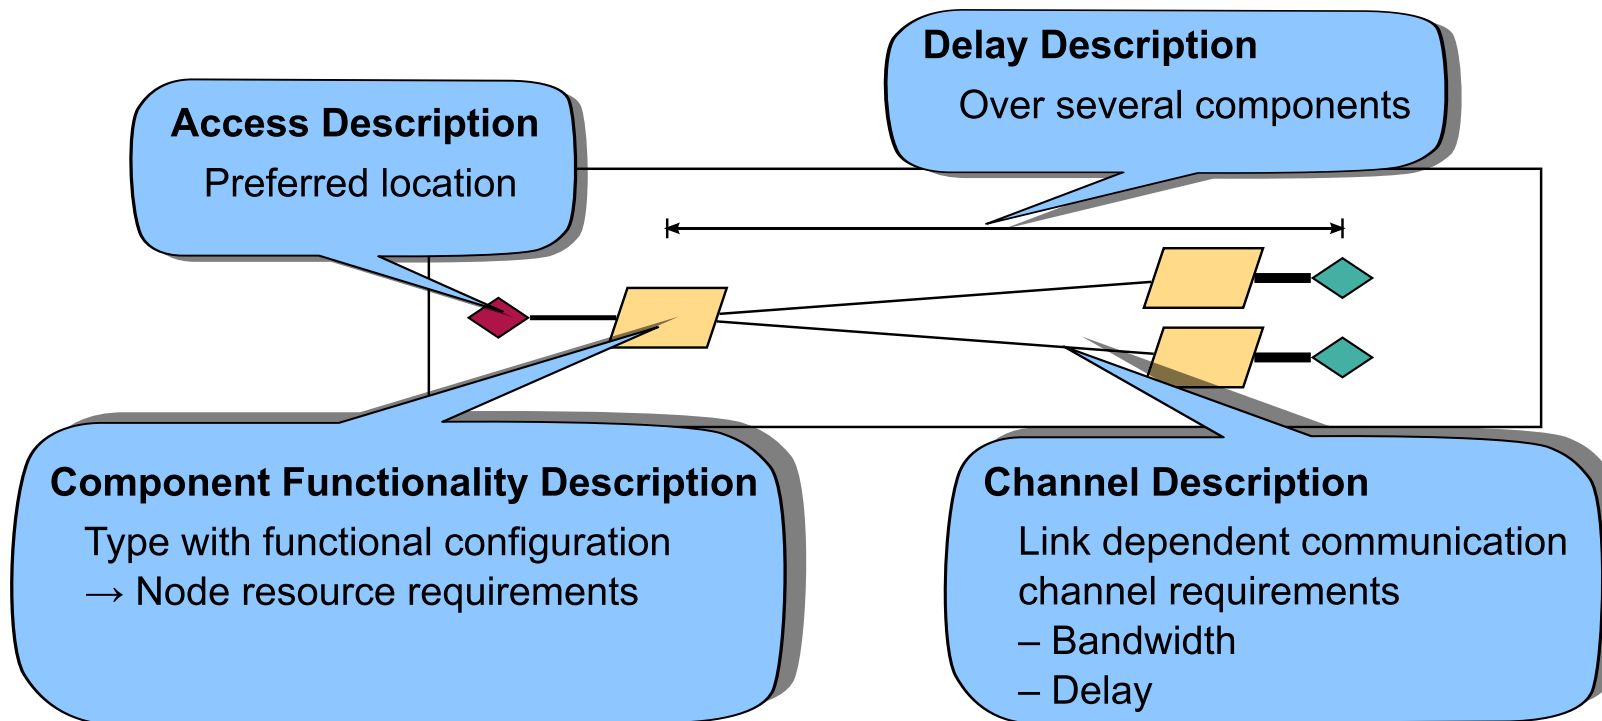 Delay Description
Over several components
Access Description
Preferred location
Component Functionality Description
Type with functional configuration
→ Node resource requirements
Channel Description
Link dependent communication
channel requirements
– Bandwidth
– Delay